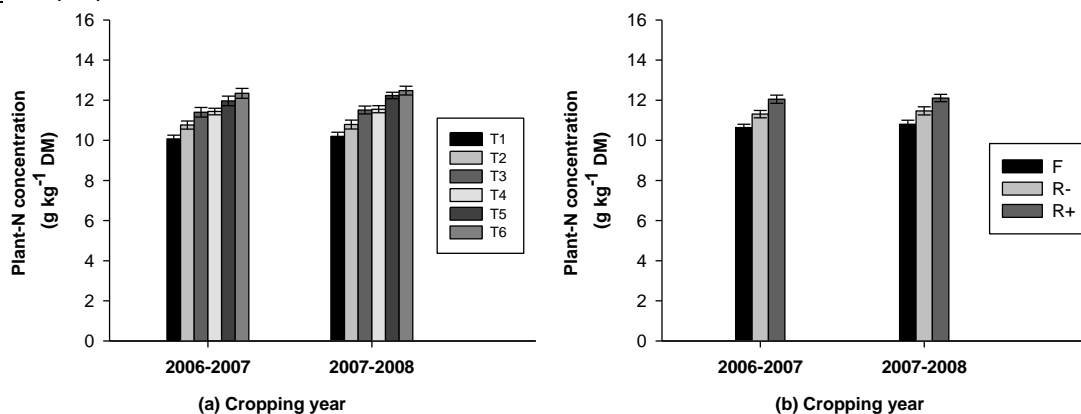 Plant-N concentration
(g kg-1 DM)
16
14
12
10
8
6
4
2
0
T1
T2
T3
T4
T5
T6
2006-2007
2007-2008
(a) Cropping year
Plant-N concentration
(g kg-1 DM)
16
14
12
10
8
6
4
2
0
F
R-
R+
2006-2007
2007-2008
(b) Cropping year